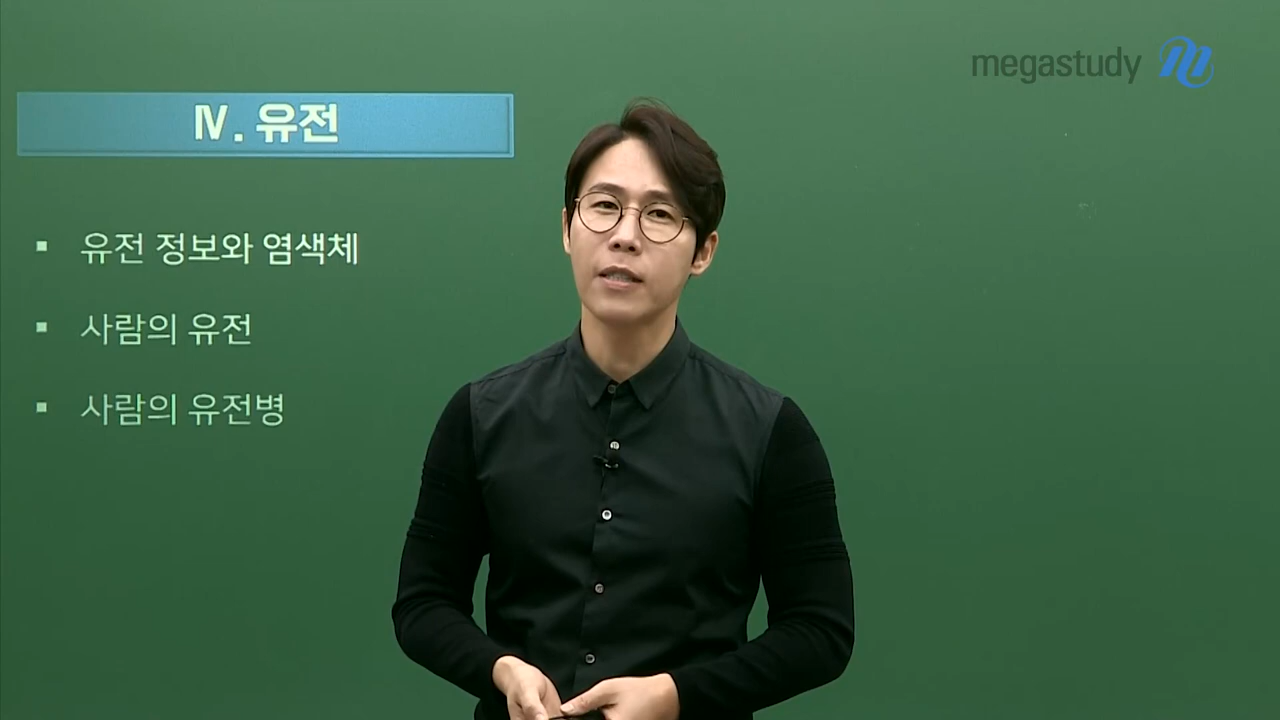 megastudy
Ⅳ. 유전
▪ 유전 정보와 염색체
▪ 사람의 유전
▪ 사람의 유전병